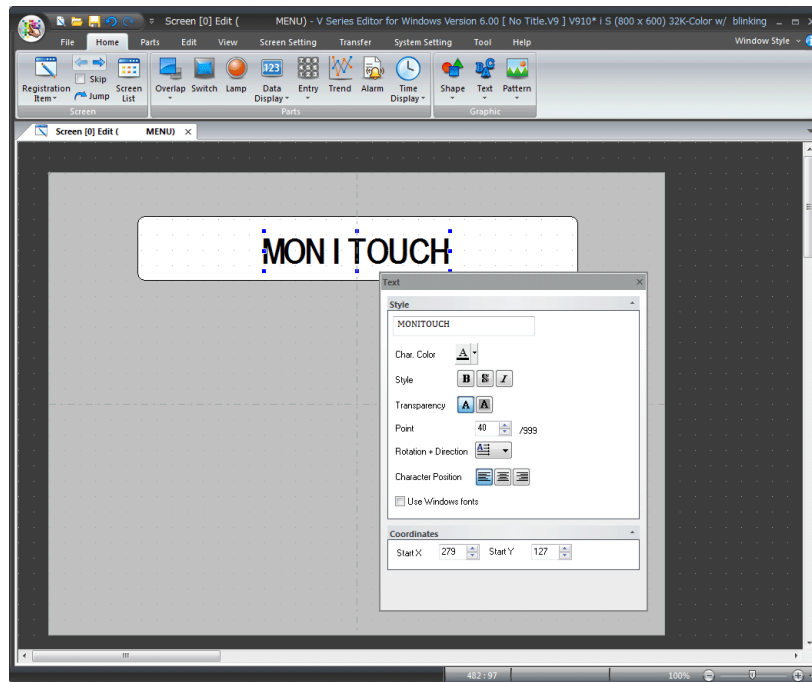 Screen [0] Edit ( MENU) - V Series Editor for Windows Version 6.00 [ No Title.V9 ] V910* i S (800 x 600) 32K-Color w/ blinking
File Home Parts Edit View Screen Setting Transfer System Setting Tool Help Window Style
Registration Item Skip Jump Screen List Overlap Switch Lamp 123 Data Display Entry Trend Alarm Time Display Shape Text Pattern
Screen Parts Graphic
Screen [0] Edit ( MENU)
MONITOUCH
Text
Style
MONITOUCH
Char. Color A
Style B S I
Transparency A A
Point 40 /999
Rotation + Direction A
Character Position
Use Windows fonts
Coordinates
Start X 279 Start Y 127
482 : 97 100%